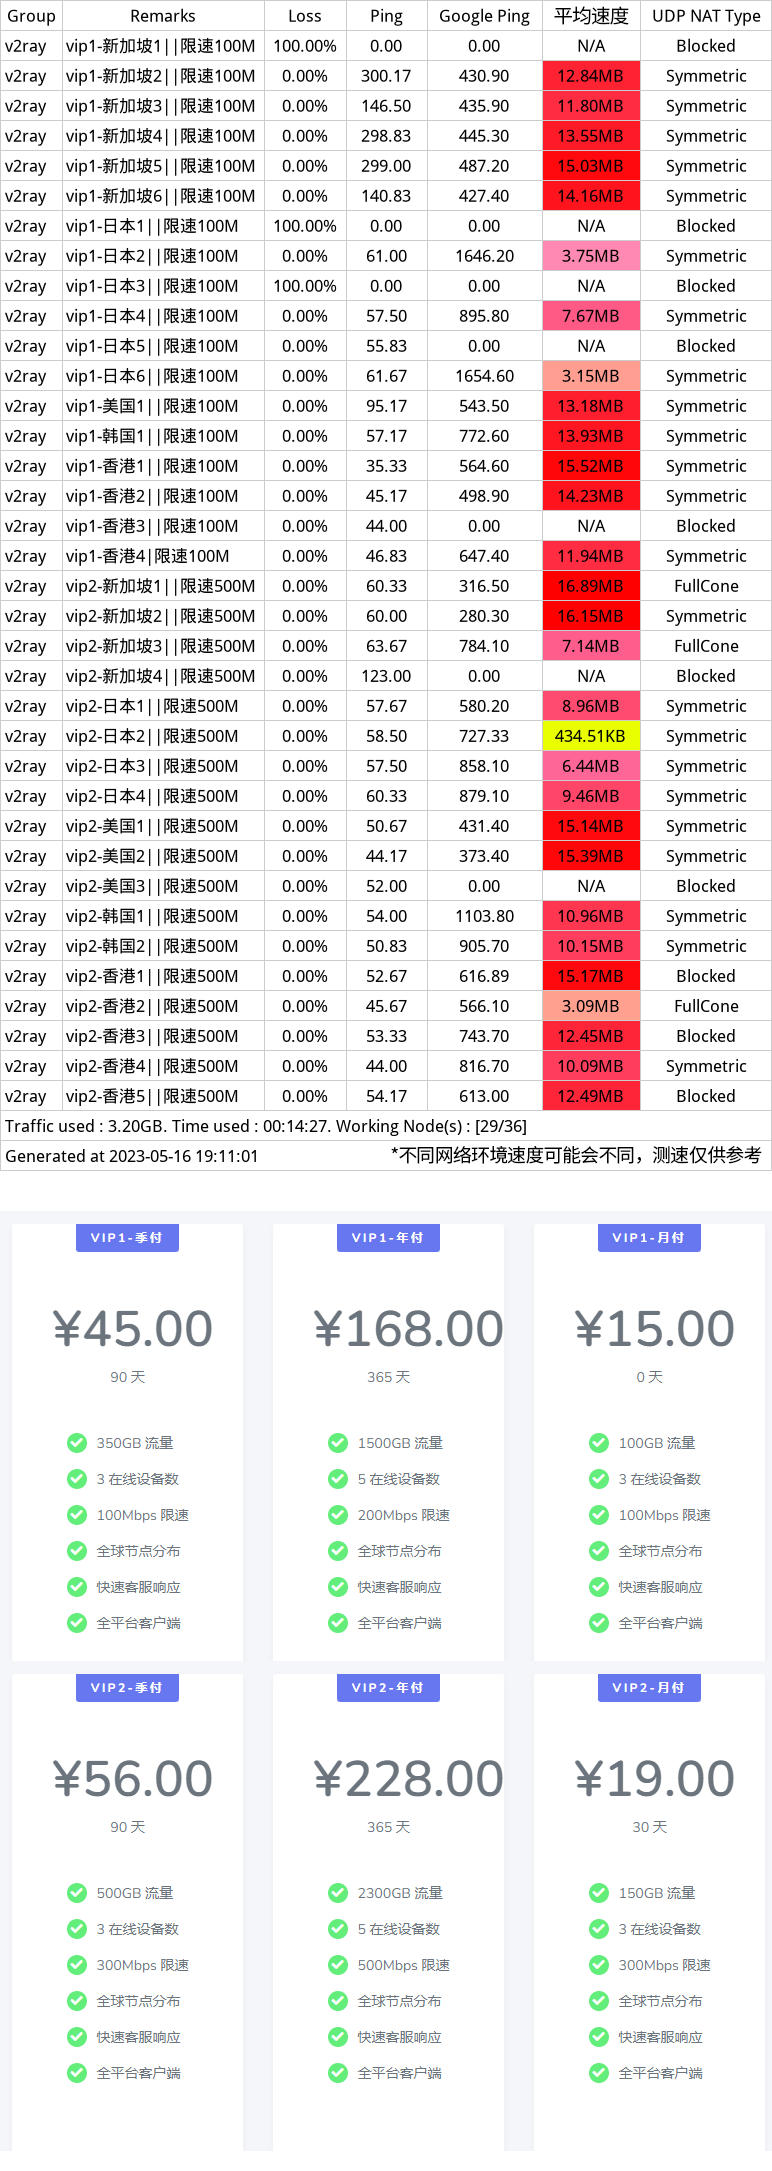 Group Remarks Loss Ping Google Ping 平均速度 UDP NAT Type
v2ray vip1-新加坡1||限速100M 100.00% 0.00 0.00 N/A Blocked
v2ray vip1-新加坡2||限速100M 0.00% 300.17 430.90 12.84MB Symmetric
v2ray vip1-新加坡3||限速100M 0.00% 146.50 435.90 11.80MB Symmetric
v2ray vip1-新加坡4||限速100M 0.00% 298.83 445.30 13.55MB Symmetric
v2ray vip1-新加坡5||限速100M 0.00% 299.00 487.20 15.03MB Symmetric
v2ray vip1-新加坡6||限速100M 0.00% 140.83 427.40 14.16MB Symmetric
v2ray vip1-日本1||限速100M 100.00% 0.00 0.00 N/A Blocked
v2ray vip1-日本2||限速100M 0.00% 61.00 1646.20 3.75MB Symmetric
v2ray vip1-日本3||限速100M 100.00% 0.00 0.00 N/A Blocked
v2ray vip1-日本4||限速100M 0.00% 57.50 895.80 7.67MB Symmetric
v2ray vip1-日本5||限速100M 0.00% 55.83 0.00 N/A Blocked
v2ray vip1-日本6||限速100M 0.00% 61.67 1654.60 3.15MB Symmetric
v2ray vip1-美国1||限速100M 0.00% 95.17 543.50 13.18MB Symmetric
v2ray vip1-韩国1||限速100M 0.00% 57.17 772.60 13.93MB Symmetric
v2ray vip1-香港1||限速100M 0.00% 35.33 564.60 15.52MB Symmetric
v2ray vip1-香港2||限速100M 0.00% 45.17 498.90 14.23MB Symmetric
v2ray vip1-香港3||限速100M 0.00% 44.00 0.00 N/A Blocked
v2ray vip1-香港4|限速100M 0.00% 46.83 647.40 11.94MB Symmetric
v2ray vip2-新加坡1||限速500M 0.00% 60.33 316.50 16.89MB FullCone
v2ray vip2-新加坡2||限速500M 0.00% 60.00 280.30 16.15MB Symmetric
v2ray vip2-新加坡3||限速500M 0.00% 63.67 784.10 7.14MB FullCone
v2ray vip2-新加坡4||限速500M 0.00% 123.00 0.00 N/A Blocked
v2ray vip2-日本1||限速500M 0.00% 57.67 580.20 8.96MB Symmetric
v2ray vip2-日本2||限速500M 0.00% 58.50 727.33 434.51KB Symmetric
v2ray vip2-日本3||限速500M 0.00% 57.50 858.10 6.44MB Symmetric
v2ray vip2-日本4||限速500M 0.00% 60.33 879.10 9.46MB Symmetric
v2ray vip2-美国1||限速500M 0.00% 50.67 431.40 15.14MB Symmetric
v2ray vip2-美国2||限速500M 0.00% 44.17 373.40 15.39MB Symmetric
v2ray vip2-美国3||限速500M 0.00% 52.00 0.00 N/A Blocked
v2ray vip2-韩国1||限速500M 0.00% 54.00 1103.80 10.96MB Symmetric
v2ray vip2-韩国2||限速500M 0.00% 50.83 905.70 10.15MB Symmetric
v2ray vip2-香港1||限速500M 0.00% 52.67 616.89 15.17MB Blocked
v2ray vip2-香港2||限速500M 0.00% 45.67 566.10 3.09MB FullCone
v2ray vip2-香港3||限速500M 0.00% 53.33 743.70 12.45MB Blocked
v2ray vip2-香港4||限速500M 0.00% 44.00 816.70 10.09MB Symmetric
v2ray vip2-香港5||限速500M 0.00% 54.17 613.00 12.49MB Blocked
Traffic used : 3.20GB. Time used : 00:14:27. Working Node(s) : [29/36]
Generated at 2023-05-16 19:11:01 *不同网络环境速度可能会不同，测速仅供参考
VIP1-季付 VIP1-年付 VIP1-月付
¥45.00 ¥168.00 ¥15.00
90 天 365 天 0 天
350GB 流量 1500GB 流量 100GB 流量
3 在线设备数 5 在线设备数 3 在线设备数
100Mbps 限速 200Mbps 限速 100Mbps 限速
全球节点分布 全球节点分布 全球节点分布
快速客服响应 快速客服响应 快速客服响应
全平台客户端 全平台客户端 全平台客户端
VIP2-季付 VIP2-年付 VIP2-月付
¥56.00 ¥228.00 ¥19.00
90 天 365 天 30 天
500GB 流量 2300GB 流量 150GB 流量
3 在线设备数 5 在线设备数 3 在线设备数
300Mbps 限速 500Mbps 限速 300Mbps 限速
全球节点分布 全球节点分布 全球节点分布
快速客服响应 快速客服响应 快速客服响应
全平台客户端 全平台客户端 全平台客户端